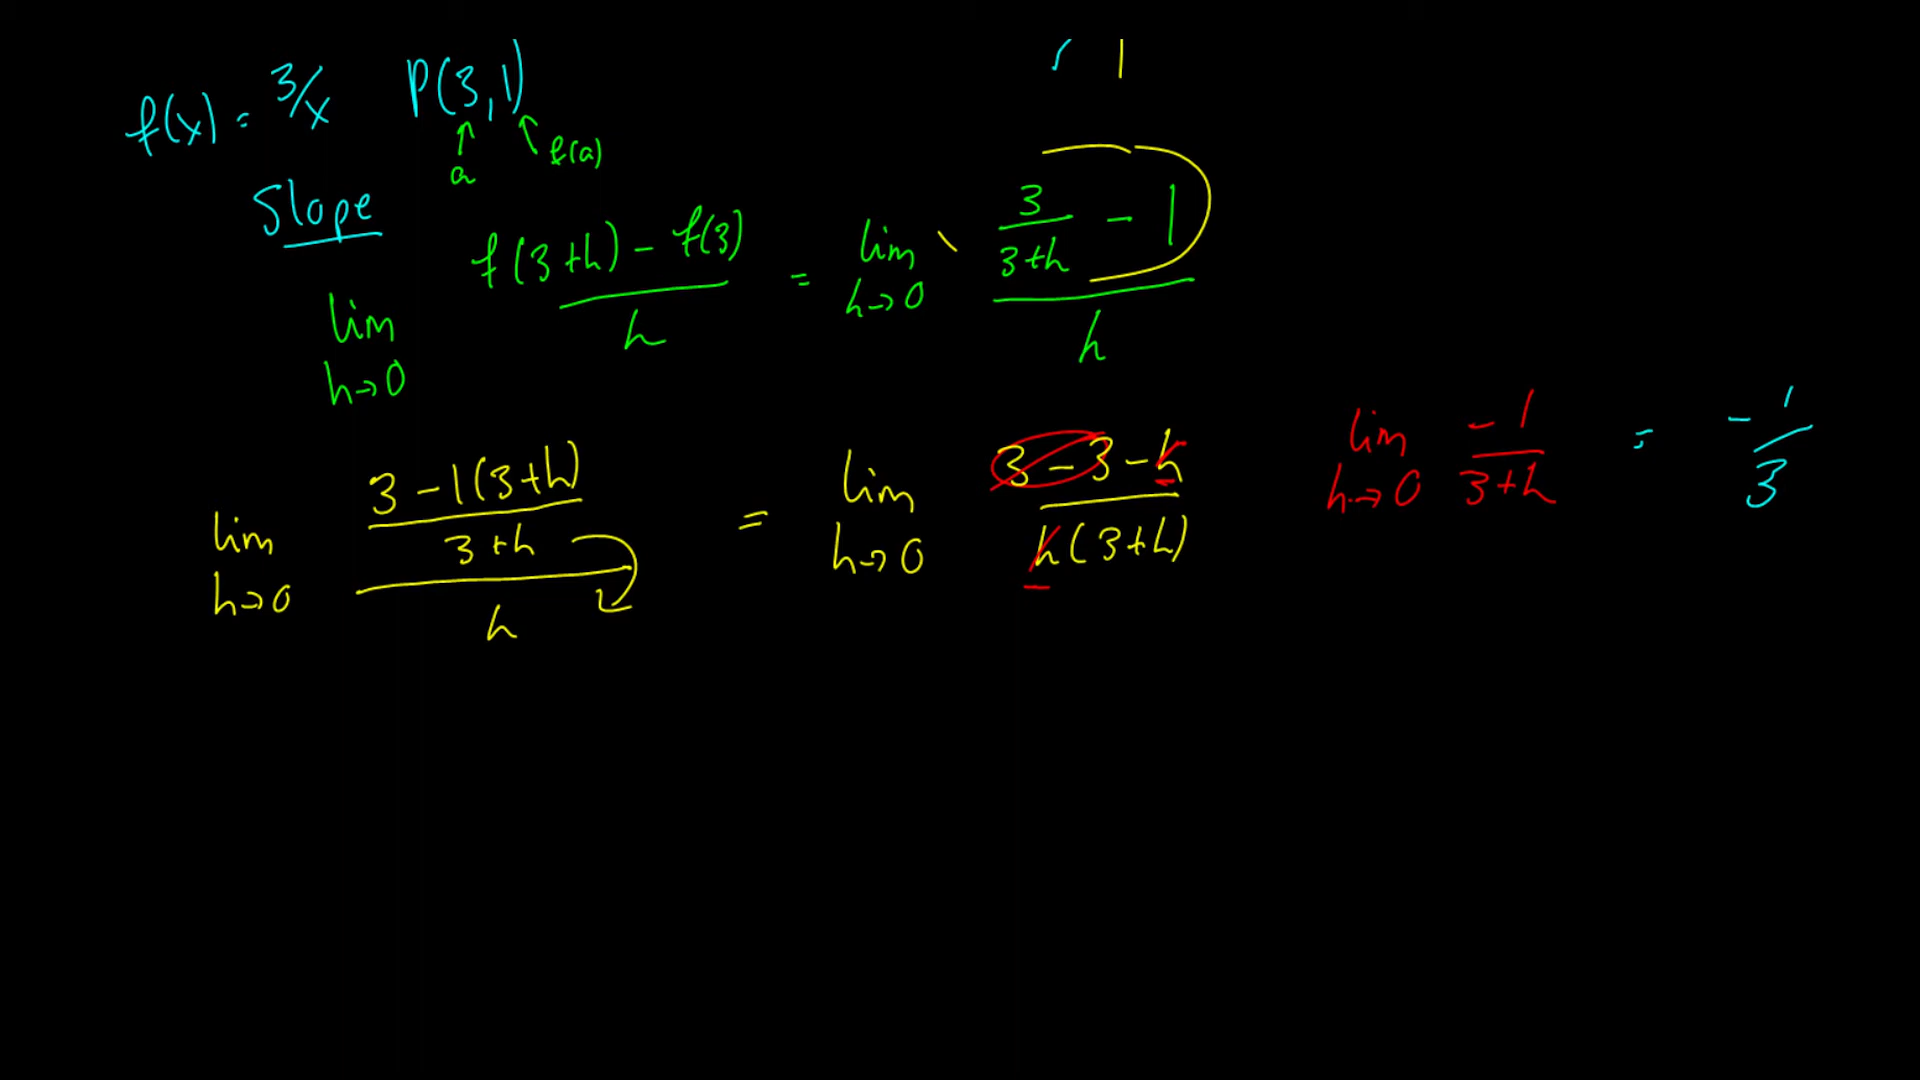 f(x) = 3/x P(3,1)
a f(a)
Slope
lim h→0 f(3+h) - f(3) / h = lim h→0 3/(3+h) - 1 / h
lim h→0 3-1(3+h) / 3+h / h = lim h→0 3-3-h / h(3+h) lim h→0 -1 / 3+h = -1/3